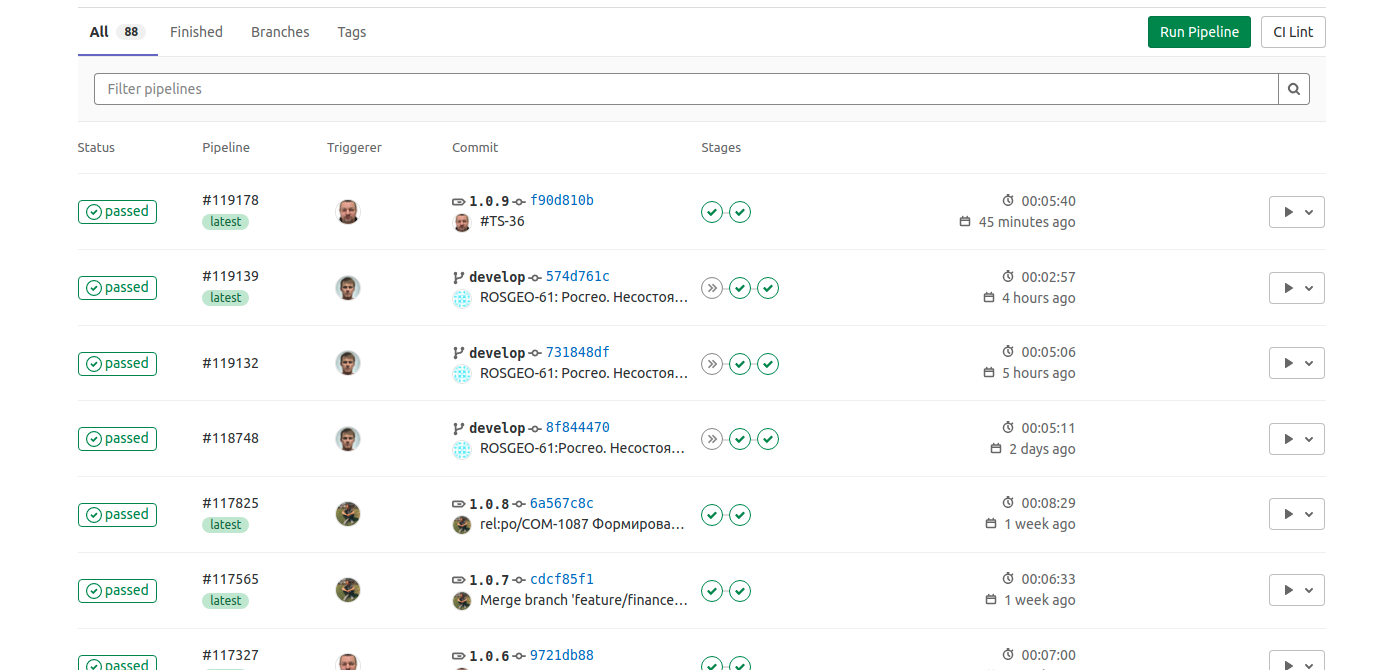 All 88 Finished Branches Tags Run Pipeline CI Lint
Filter pipelines
Status Pipeline Triggerer Commit Stages
passed #119178 latest 1.0.9 f90d810b 00:05:40
#TS-36 45 minutes ago
passed #119139 latest develop 574d761c 00:02:57
ROSGEO-61: Росгео. Несостоя... 4 hours ago
passed #119132 develop 731848df 00:05:06
ROSGEO-61: Росгео. Несостоя... 5 hours ago
passed #118748 develop 8f844470 00:05:11
ROSGEO-61:Росгео. Несостоя... 2 days ago
passed #117825 latest 1.0.8 6a567c8c 00:08:29
rel:po/COM-1087 Формирова... 1 week ago
passed #117565 latest 1.0.7 cdcf85f1 00:06:33
Merge branch 'feature/finance... 1 week ago
passed #117327 1.0.6 9721db88 00:07:00